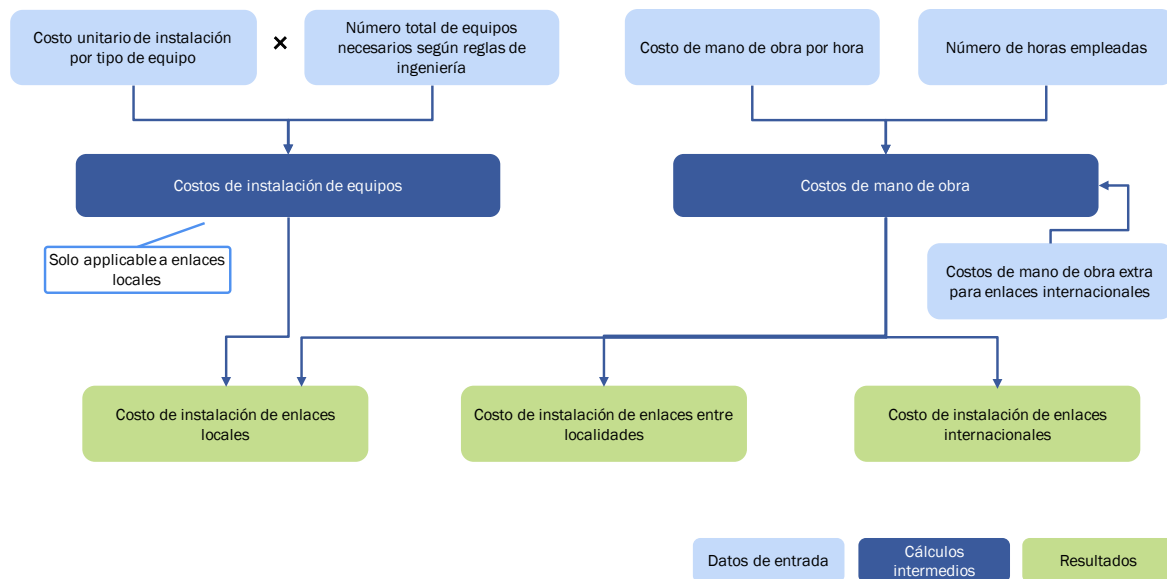 Costo unitario de instalación
por tipo de equipo
×
Número total de equipos
necesarios según reglas de
ingeniería
Costo de mano de obra por hora
Número de horas empleadas
Costos de instalación de equipos
Costos de mano de obra
Solo applicable a enlaces
locales
Costos de mano de obra extra
para enlaces internacionales
Costo de instalación de enlaces
locales
Costo de instalación de enlaces entre
localidades
Costo de instalación de enlaces
internacionales
Datos de entrada
Cálculos
intermedios
Resultados